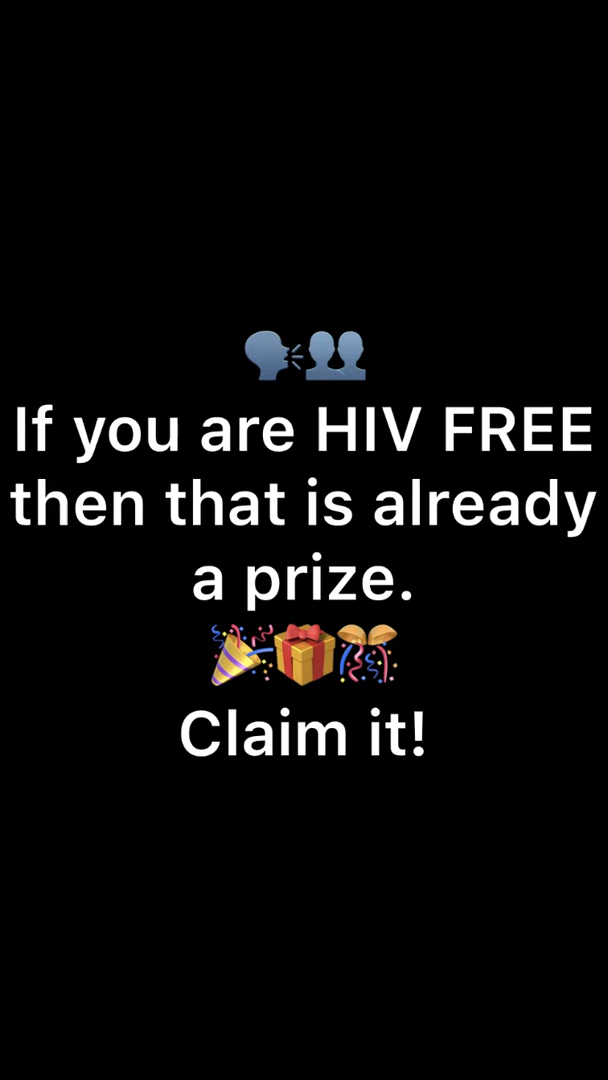 🗣️👥
If you are HIV FREE
then that is already
a prize.
🎉🎁🎊
Claim it!